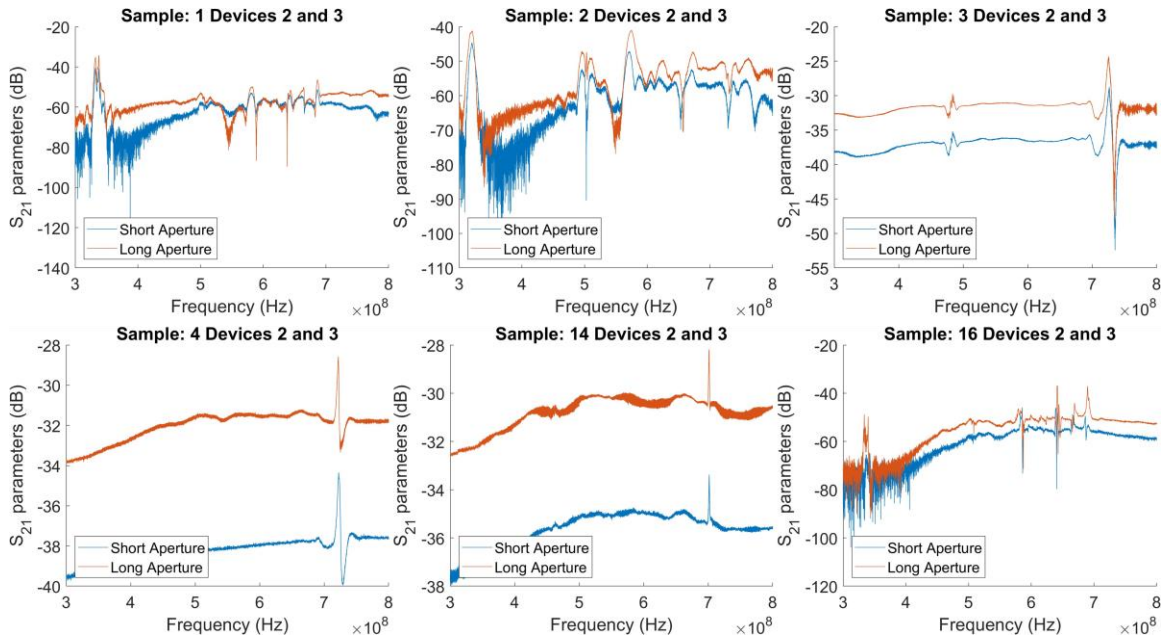 Sample: 1 Devices 2 and 3
S21 parameters (dB)
-20
-40
-60
-80
-100
-120
-140
Short Aperture
Long Aperture
3 4 5 6 7 8
Frequency (Hz)
×10^8
Sample: 2 Devices 2 and 3
S21 parameters (dB)
-40
-50
-60
-70
-80
-90
-100
-110
Short Aperture
Long Aperture
3 4 5 6 7 8
Frequency (Hz)
×10^8
Sample: 3 Devices 2 and 3
S21 parameters (dB)
-20
-25
-30
-35
-40
-45
-50
-55
Short Aperture
Long Aperture
3 4 5 6 7 8
Frequency (Hz)
×10^8
Sample: 4 Devices 2 and 3
S21 parameters (dB)
-28
-30
-32
-34
-36
-38
-40
Short Aperture
Long Aperture
3 4 5 6 7 8
Frequency (Hz)
×10^8
Sample: 14 Devices 2 and 3
S21 parameters (dB)
-28
-30
-32
-34
-36
-38
Short Aperture
Long Aperture
3 4 5 6 7 8
Frequency (Hz)
×10^8
Sample: 16 Devices 2 and 3
S21 parameters (dB)
-20
-40
-60
-80
-100
-120
Short Aperture
Long Aperture
3 4 5 6 7 8
Frequency (Hz)
×10^8